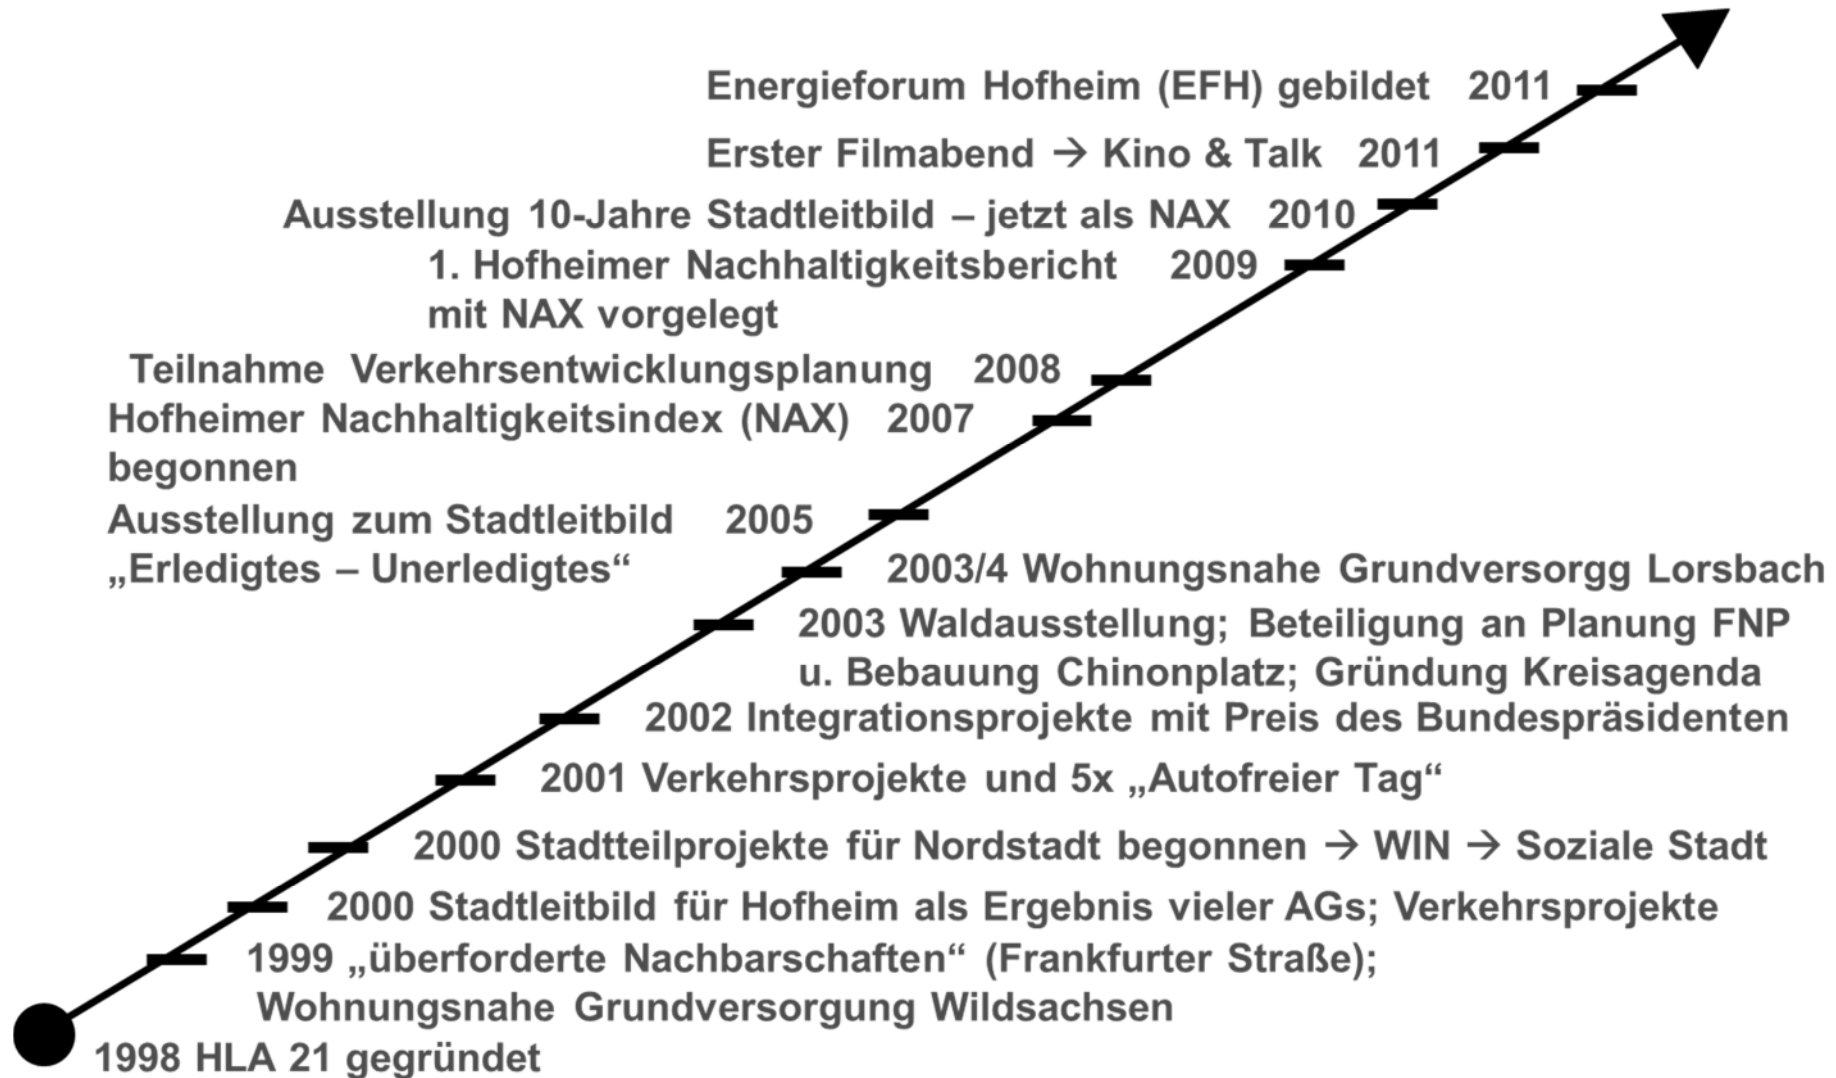 Energieforum Hofheim (EFH) gebildet 2011
Erster Filmabend → Kino & Talk 2011
Ausstellung 10-Jahre Stadtleitbild – jetzt als NAX 2010
1. Hofheimer Nachhaltigkeitsbericht 2009
mit NAX vorgelegt
Teilnahme Verkehrsentwicklungsplanung 2008
Hofheimer Nachhaltigkeitsindex (NAX) 2007
begonnen
Ausstellung zum Stadtleitbild 2005
„Erledigtes – Unerledigtes“
2003/4 Wohnungsnahe Grundversorgg Lorsbach
2003 Waldausstellung; Beteiligung an Planung FNP
u. Bebauung Chinonplatz; Gründung Kreisagenda
2002 Integrationsprojekte mit Preis des Bundespräsidenten
2001 Verkehrsprojekte und 5x „Autofreier Tag“
2000 Stadtteilprojekte für Nordstadt begonnen → WIN → Soziale Stadt
2000 Stadtleitbild für Hofheim als Ergebnis vieler AGs; Verkehrsprojekte
1999 „überforderte Nachbarschaften“ (Frankfurter Straße);
Wohnungsnahe Grundversorgung Wildsachsen
1998 HLA 21 gegründet